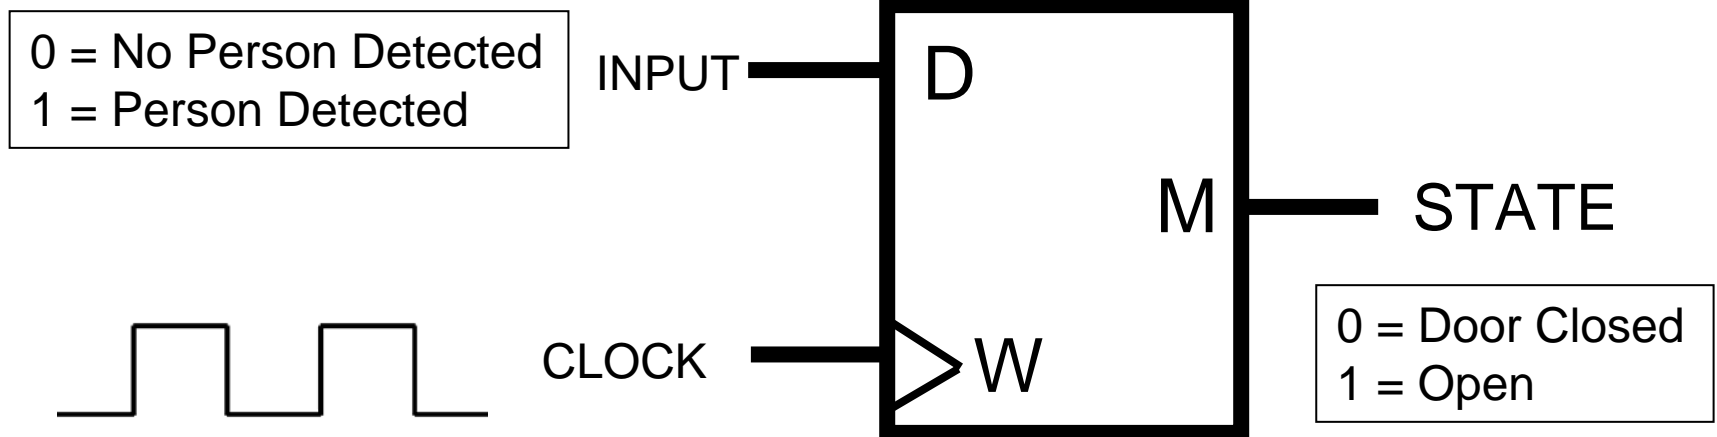 0 = No Person Detected
1 = Person Detected
INPUT
D
M
STATE
CLOCK
W
0 = Door Closed
1 = Open